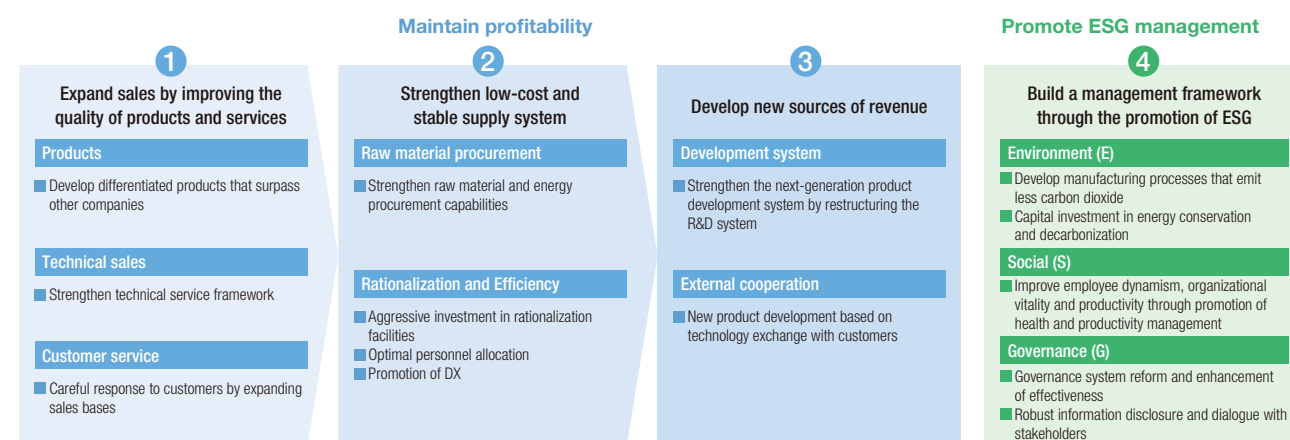 Maintain profitability
1
Expand sales by improving the
quality of products and services
Products
Develop differentiated products that surpass
other companies
Technical sales
Strengthen technical service framework
Customer service
Careful response to customers by expanding
sales bases
2
Strengthen low-cost and
stable supply system
Raw material procurement
Strengthen raw material and energy
procurement capabilities
Rationalization and Efficiency
Aggressive investment in rationalization
facilities
Optimal personnel allocation
Promotion of DX
3
Develop new sources of revenue
Development system
Strengthen the next-generation product
development system by restructuring the
R&D system
External cooperation
New product development based on
technology exchange with customers
Promote ESG management
4
Build a management framework
through the promotion of ESG
Environment (E)
Develop manufacturing processes that emit
less carbon dioxide
Capital investment in energy conservation
and decarbonization
Social (S)
Improve employee dynamism, organizational
vitality and productivity through promotion of
health and productivity management
Governance (G)
Governance system reform and enhancement
of effectiveness
Robust information disclosure and dialogue with
stakeholders